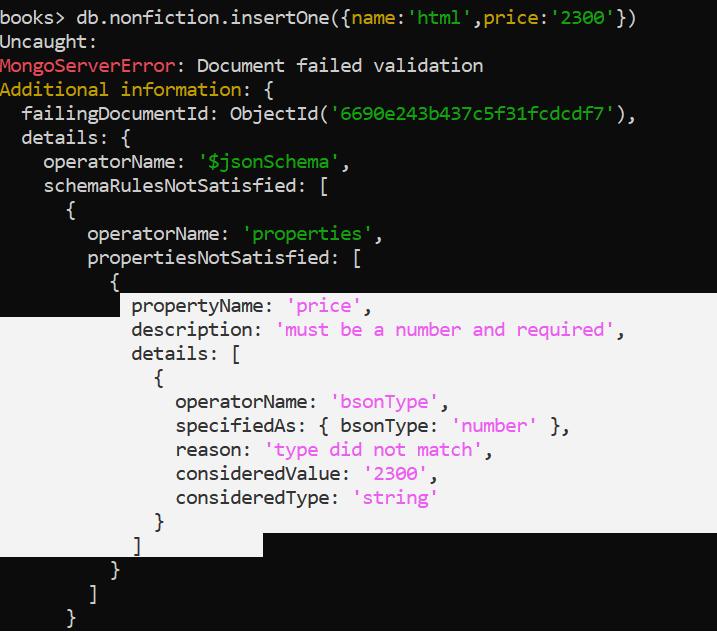 books> db.nonfiction.insertOne({name:'html',price:'2300'})
Uncaught:
MongoServerError: Document failed validation
Additional information: {
  failingDocumentId: ObjectId('6690e243b437c5f31fcdcdf7'),
  details: {
    operatorName: '$jsonSchema',
    schemaRulesNotSatisfied: [
      {
        operatorName: 'properties',
        propertiesNotSatisfied: [
          {
            propertyName: 'price',
            description: 'must be a number and required',
            details: [
              {
                operatorName: 'bsonType',
                specifiedAs: { bsonType: 'number' },
                reason: 'type did not match',
                consideredValue: '2300',
                consideredType: 'string'
              }
            ]
          }
        ]
      }